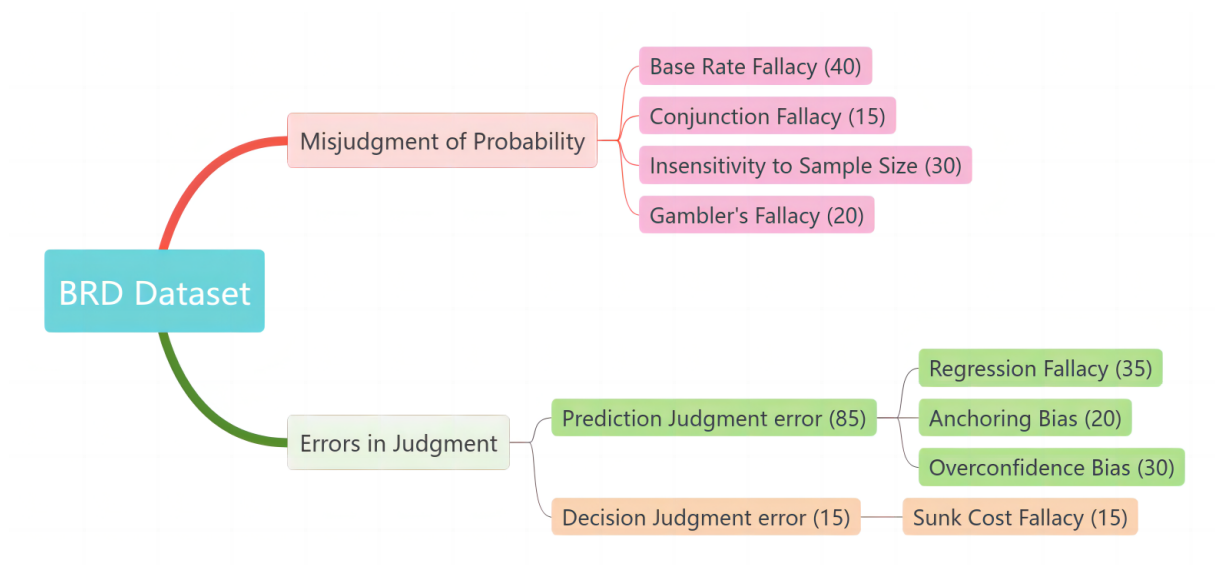 Base Rate Fallacy (40)
Conjunction Fallacy (15)
Misjudgment of Probability
Insensitivity to Sample Size (30)
Gambler's Fallacy (20)
BRD Dataset
Regression Fallacy (35)
Prediction Judgment error (85)
Anchoring Bias (20)
Errors in Judgment
Overconfidence Bias (30)
Decision Judgment error (15)
Sunk Cost Fallacy (15)